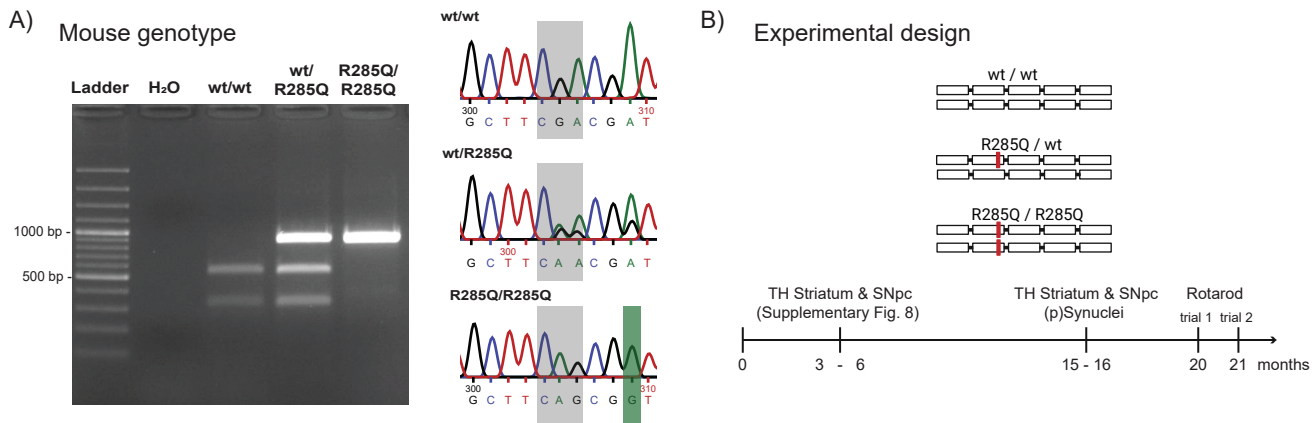 A)
Mouse genotype
Ladder
H₂O
wt/wt
wt/
R285Q
R285Q/
R285Q
1000 bp -
500 bp -
wt/wt
300
310
G C T T C G A C G A T
wt/R285Q
300
G C T T C A A C G A T
R285Q/R285Q
300
310
G C T T C A G C G G T
B)
Experimental design
wt / wt
R285Q / wt
R285Q / R285Q
TH Striatum & SNpc
(Supplementary Fig. 8)
TH Striatum & SNpc
(p)Synuclei
Rotarod
trial 1 trial 2
0 3 - 6 15 - 16 20 21 months